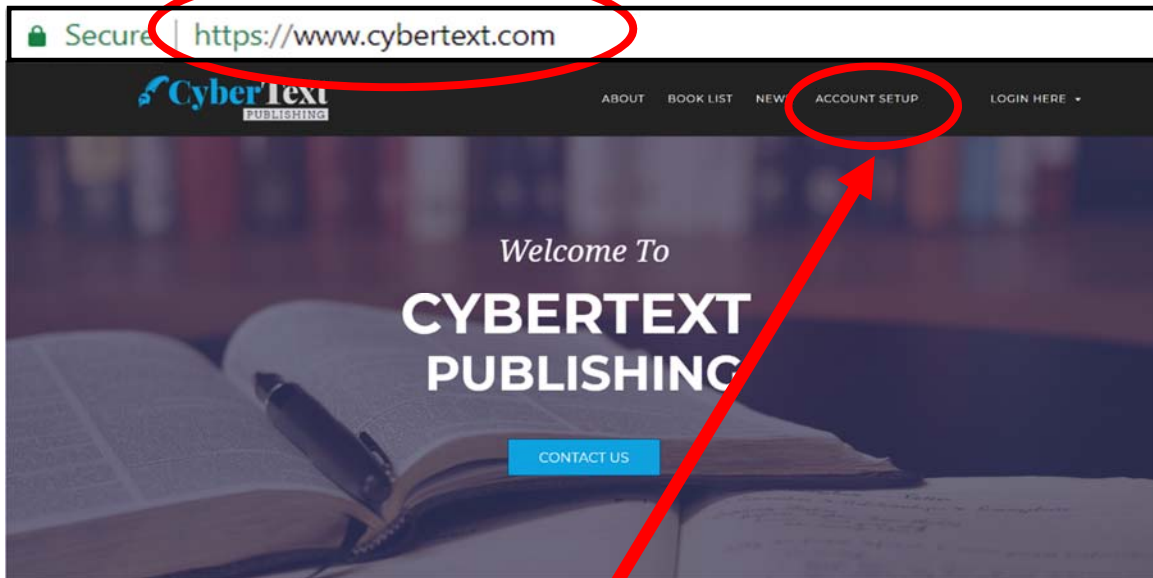 Secure | https://www.cybertext.com
CyberText
PUBLISHING
ABOUT BOOK LIST NEWS ACCOUNT SETUP LOGIN HERE
Welcome To
CYBERTEXT
PUBLISHING
CONTACT US